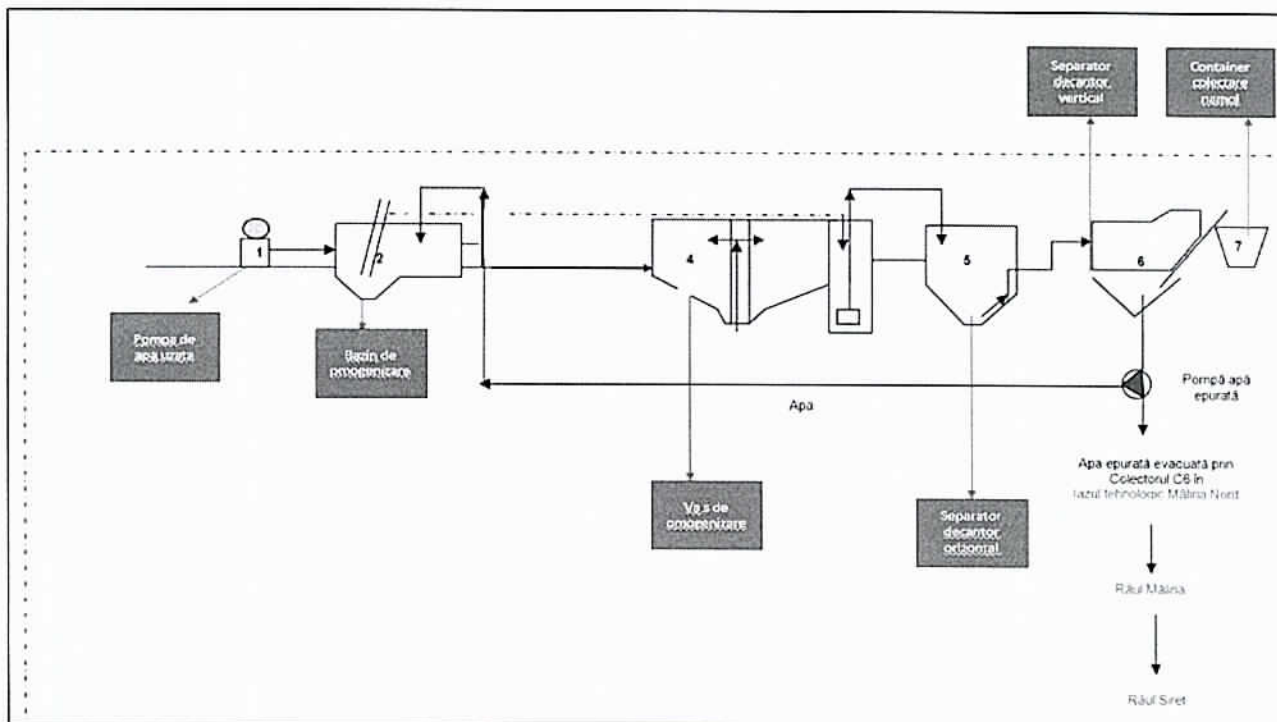 Separator
decantor
vertical
Container
colectare
namol
1
2
4
5
6
7
Pompa de
apa uzata
Bazin de
omogenizare
Pompă apă
epurată
Apa
Apa epurată evacuată prin
Colectorul C6 în
Iazul tehnologic Mălina Nord
Vas de
omogenizare
Separator
decantor
orizontal
Râul Mălina
Râul Siret